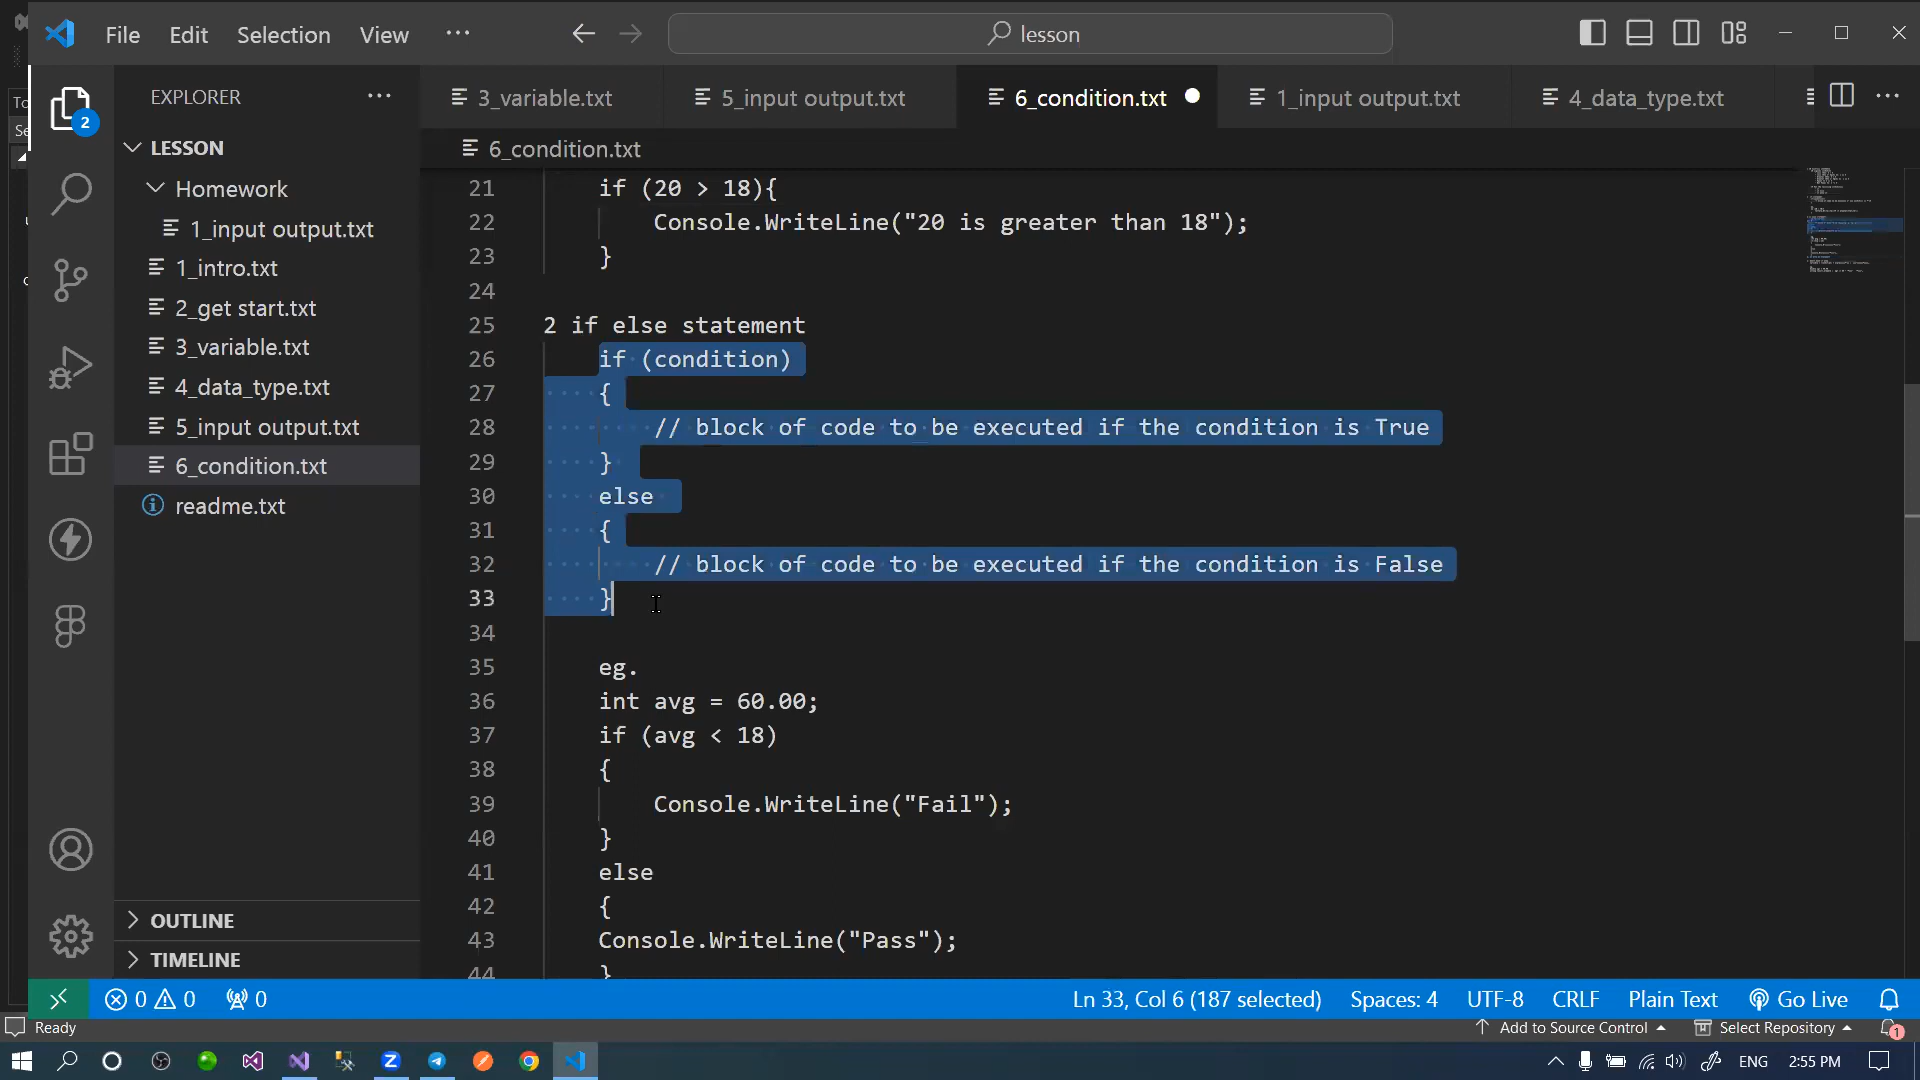 File Edit Selection View ... lesson
EXPLORER ...
3_variable.txt 5_input output.txt 6_condition.txt 1_input output.txt 4_data_type.txt ...
6_condition.txt
2
LESSON
Homework
1_input output.txt
1_intro.txt
2_get start.txt
3_variable.txt
4_data_type.txt
5_input output.txt
6_condition.txt
readme.txt
OUTLINE
TIMELINE
21 if (20 > 18){
22 Console.WriteLine("20 is greater than 18");
23 }
24
25 2 if else statement
26 if (condition)
27 {
28 // block of code to be executed if the condition is True
29 }
30 else
31 {
32 // block of code to be executed if the condition is False
33 }
34
35 eg.
36 int avg = 60.00;
37 if (avg < 18)
38 {
39 Console.WriteLine("Fail");
40 }
41 else
42 {
43 Console.WriteLine("Pass");
44 }
0 0 0 Ln 33, Col 6 (187 selected) Spaces: 4 UTF-8 CRLF Plain Text Go Live
Ready Add to Source Control Select Repository 1
ENG 2:55 PM